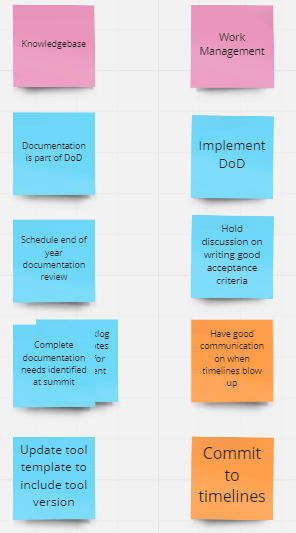 Knowledgebase
Work
Management
Documentation
is part of DoD
Implement
DoD
Schedule end of
year
documentation
review
Hold
discussion on
writing good
acceptance
criteria
Complete
documentation
needs identified
at summit
for
Have good
communication
on when
timelines blow
up
Update tool
template to
include tool
version
Commit
to
timelines